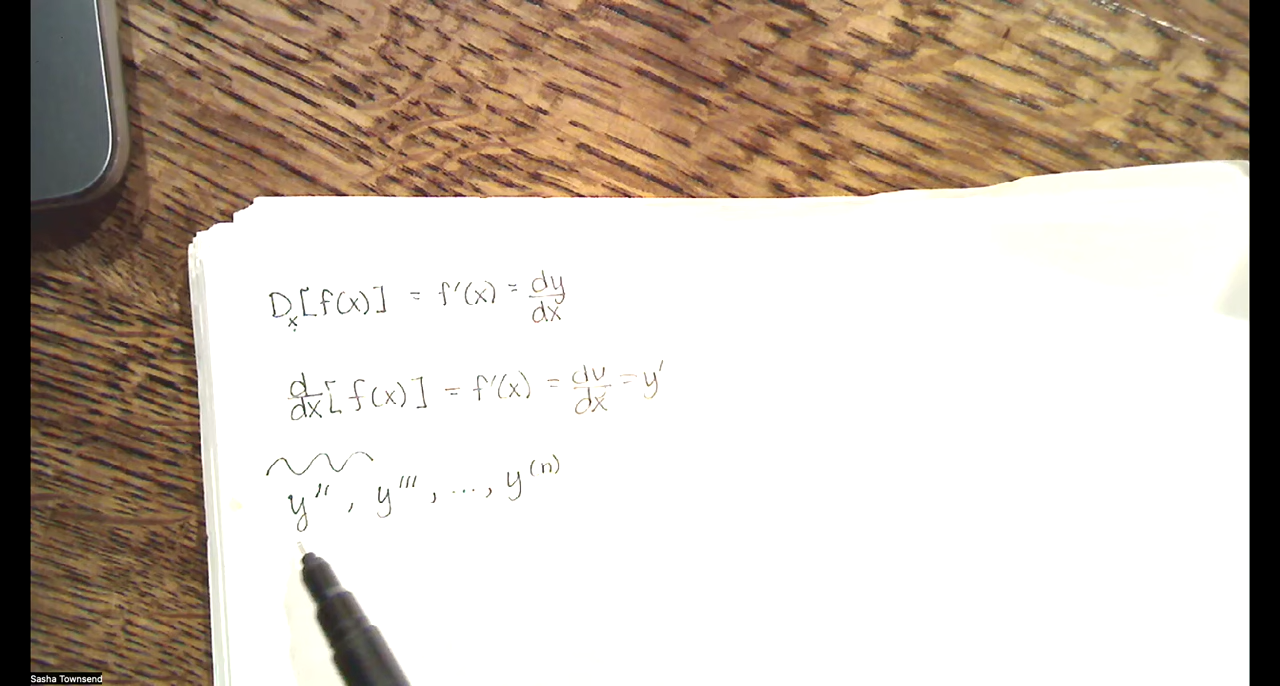 Dₓ[f(x)] = f'(x) = dy/dx
d/dx[f(x)] = f'(x) = dy/dx = y'
y'', y''', ..., y⁽ⁿ⁾
Sasha Townsend